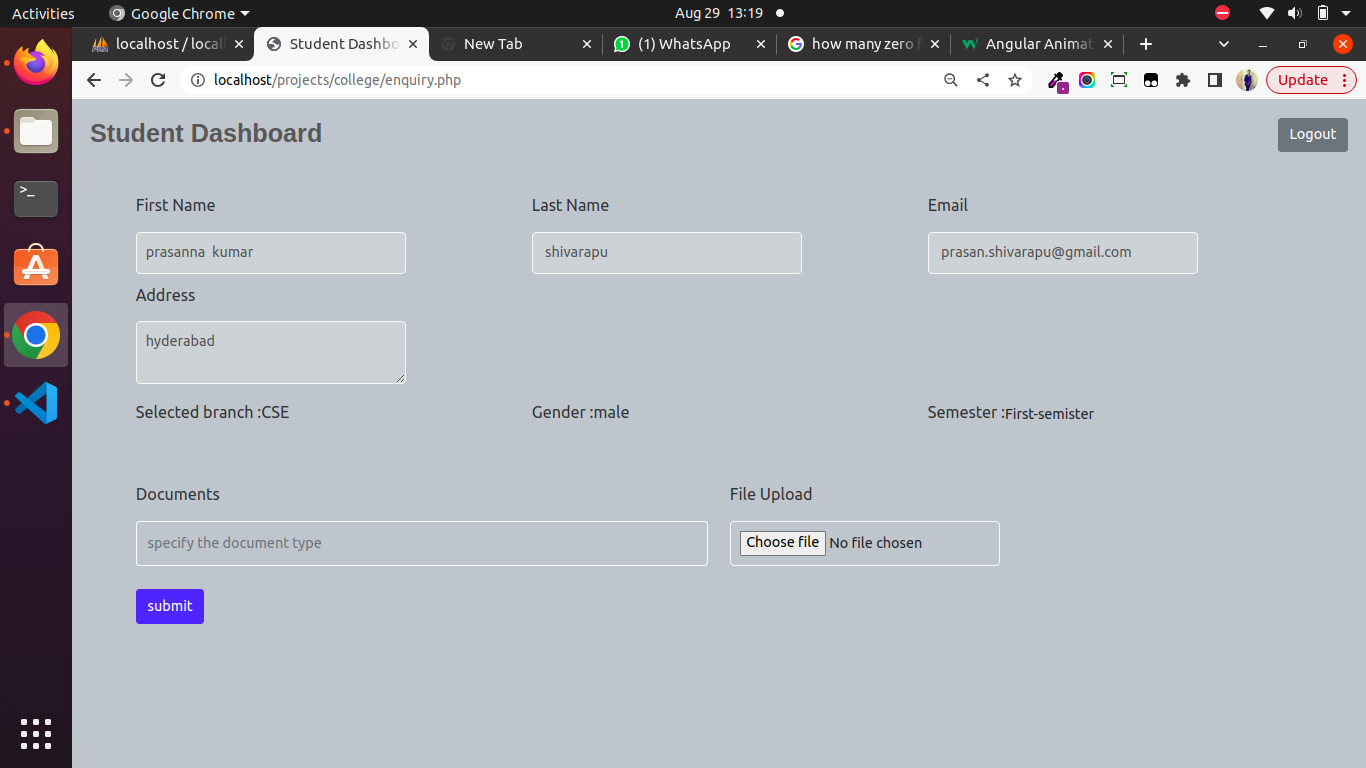 Activities Google Chrome Aug 29 13:19
localhost / local Student Dashbo New Tab (1) WhatsApp how many zero Angular Animat
localhost/projects/college/enquiry.php Update
Student Dashboard Logout
First Name Last Name Email
prasanna kumar shivarapu prasan.shivarapu@gmail.com
Address
hyderabad
Selected branch :CSE Gender :male Semester :First-semister
Documents File Upload
specify the document type Choose file No file chosen
submit